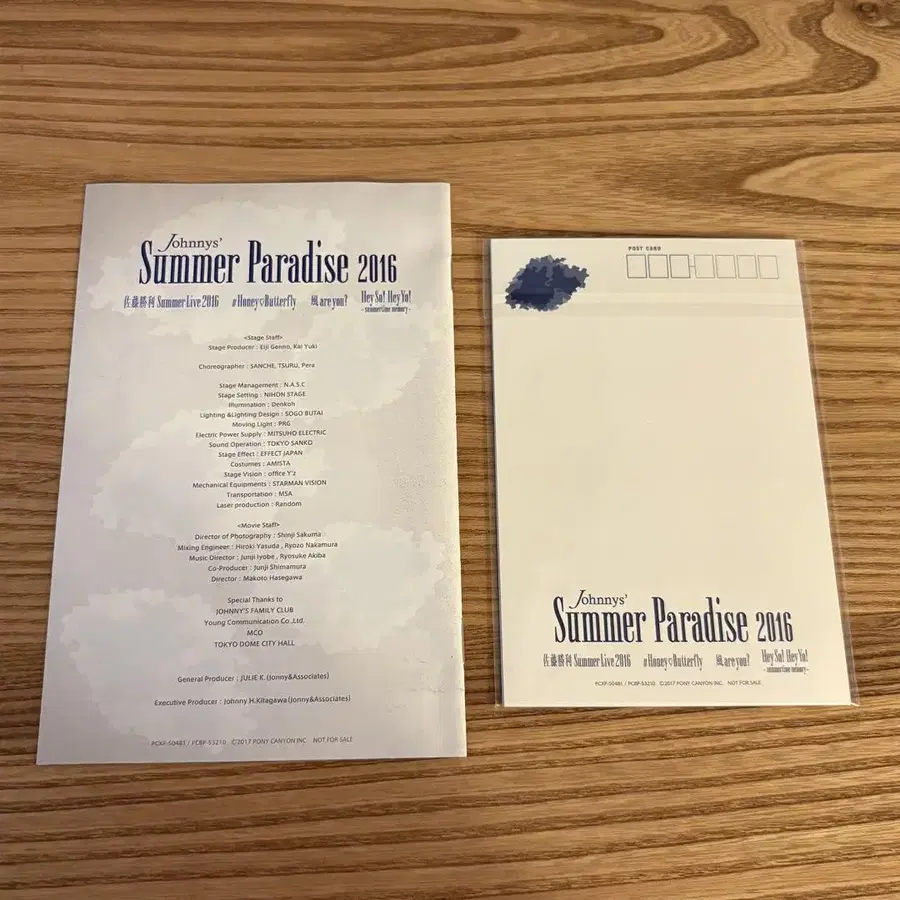 Johnnys'
Summer Paradise 2016
佐藤勝利 Summer Live 2016 #Honey♡Butterfly 風 are you? Hey So! Hey Yo!
~summertime memory~
<Stage Staff>
Stage Producer : Eiji Genno, Kai Yuki
Choreographer : SANCHE, TSURU, Pera
Stage Management : N.A.S.C
Stage Setting : NIHON STAGE
Illumination : Denkoh
Lighting &Lighting Design : SOGO BUTAI
Moving Light : PRG
Electric Power Supply : MITSUHO ELECTRIC
Sound Operation : TOKYO SANKO
Stage Effect : EFFECT JAPAN
Costumes : AMISTA
Stage Vision : office Y'z
Mechanical Equipments : STARMAN VISION
Transportation : MSA
Laser production : Random
<Movie Staff>
Director of Photography : Shinji Sakuma
Mixing Engineer : Hiroki Yasuda , Ryozo Nakamura
Music Director : Junji Iyobe , Ryosuke Akiba
Co-Producer : Junji Shimamura
Director : Makoto Hasegawa
Special Thanks to
JOHNNY'S FAMILY CLUB
Young Communication Co.,Ltd.
MCO
TOKYO DOME CITY HALL
General Producer : JULIE K. (Jonny&Associates)
Executive Producer : Johnny H.Kitagawa (Jonny&Associates)
PCXP-50481 / PCBP-53210 ©2017 PONY CANYON INC. NOT FOR SALE
POST CARD
Johnnys'
Summer Paradise 2016
佐藤勝利 Summer Live 2016 #Honey♡Butterfly 風 are you? Hey So! Hey Yo!
~summertime memory~
PCXP-50481 / PCBP-53210 ©2017 PONY CANYON INC. NOT FOR SALE